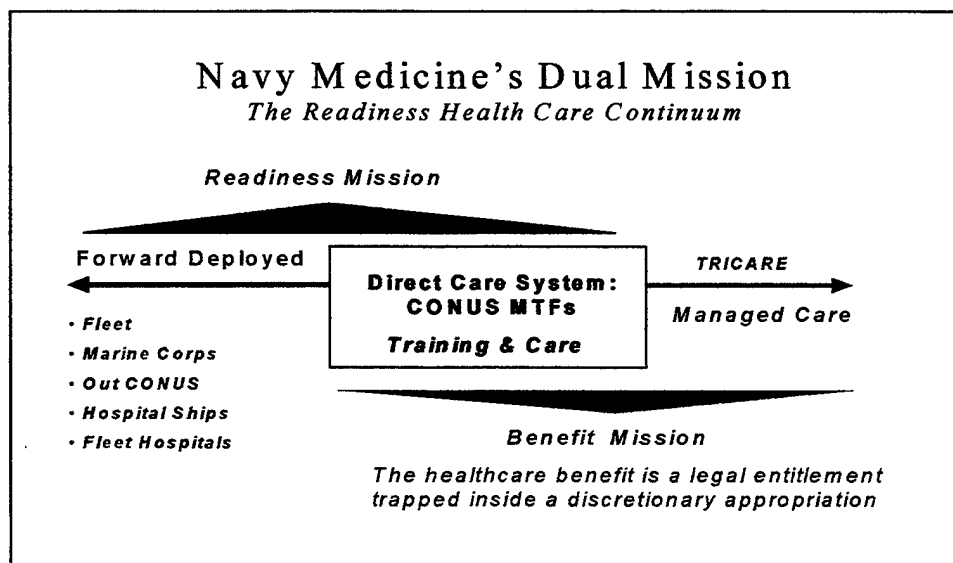 Navy Medicine's Dual Mission
The Readiness Health Care Continuum
Readiness Mission
Forward Deployed
• Fleet
• Marine Corps
• Out CONUS
• Hospital Ships
• Fleet Hospitals
Direct Care System:
CONUS MTFs
Training & Care
TRICARE
Managed Care
Benefit Mission
The healthcare benefit is a legal entitlement
trapped inside a discretionary appropriation